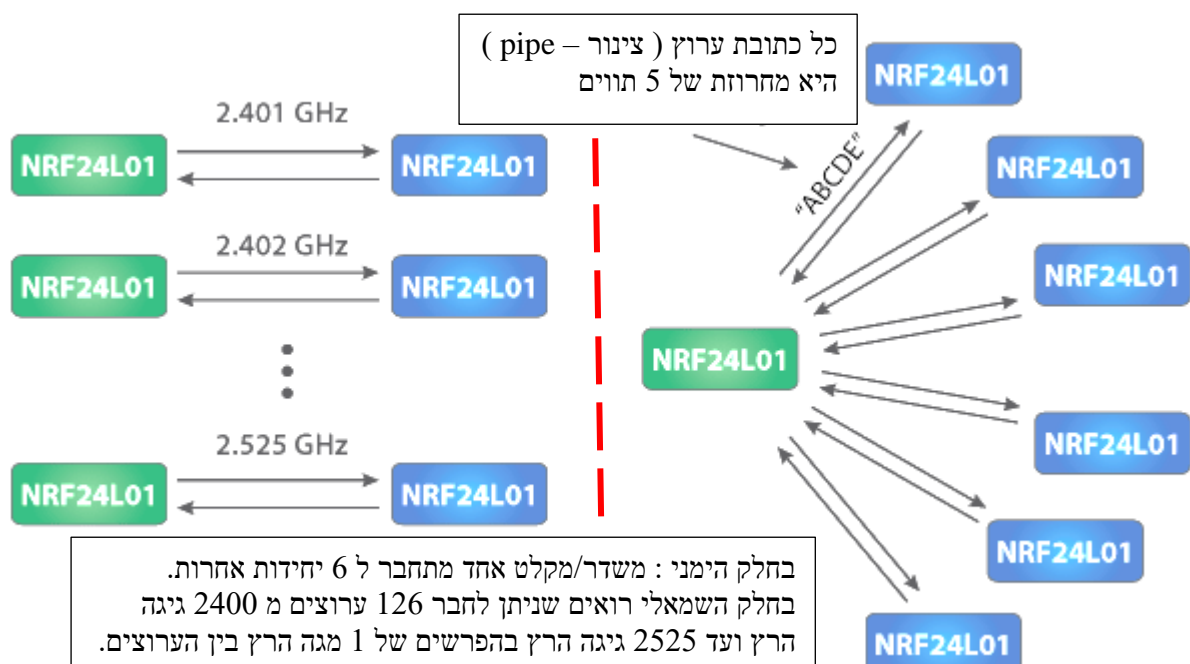 כל כתובת ערוץ ( צינור – pipe )
היא מחרוזת של 5 תווים
NRF24L01
2.401 GHz
NRF24L01
NRF24L01
"ABCDE"
NRF24L01
2.402 GHz
NRF24L01
NRF24L01
NRF24L01
NRF24L01
2.525 GHz
NRF24L01
NRF24L01
NRF24L01
NRF24L01
NRF24L01
בחלק הימני : משדר/מקלט אחד מתחבר ל 6 יחידות אחרות.
בחלק השמאלי רואים שניתן לחבר 126 ערוצים מ 2400 גיגה
הרץ ועד 2525 גיגה הרץ בהפרשים של 1 מגה הרץ בין הערוצים.